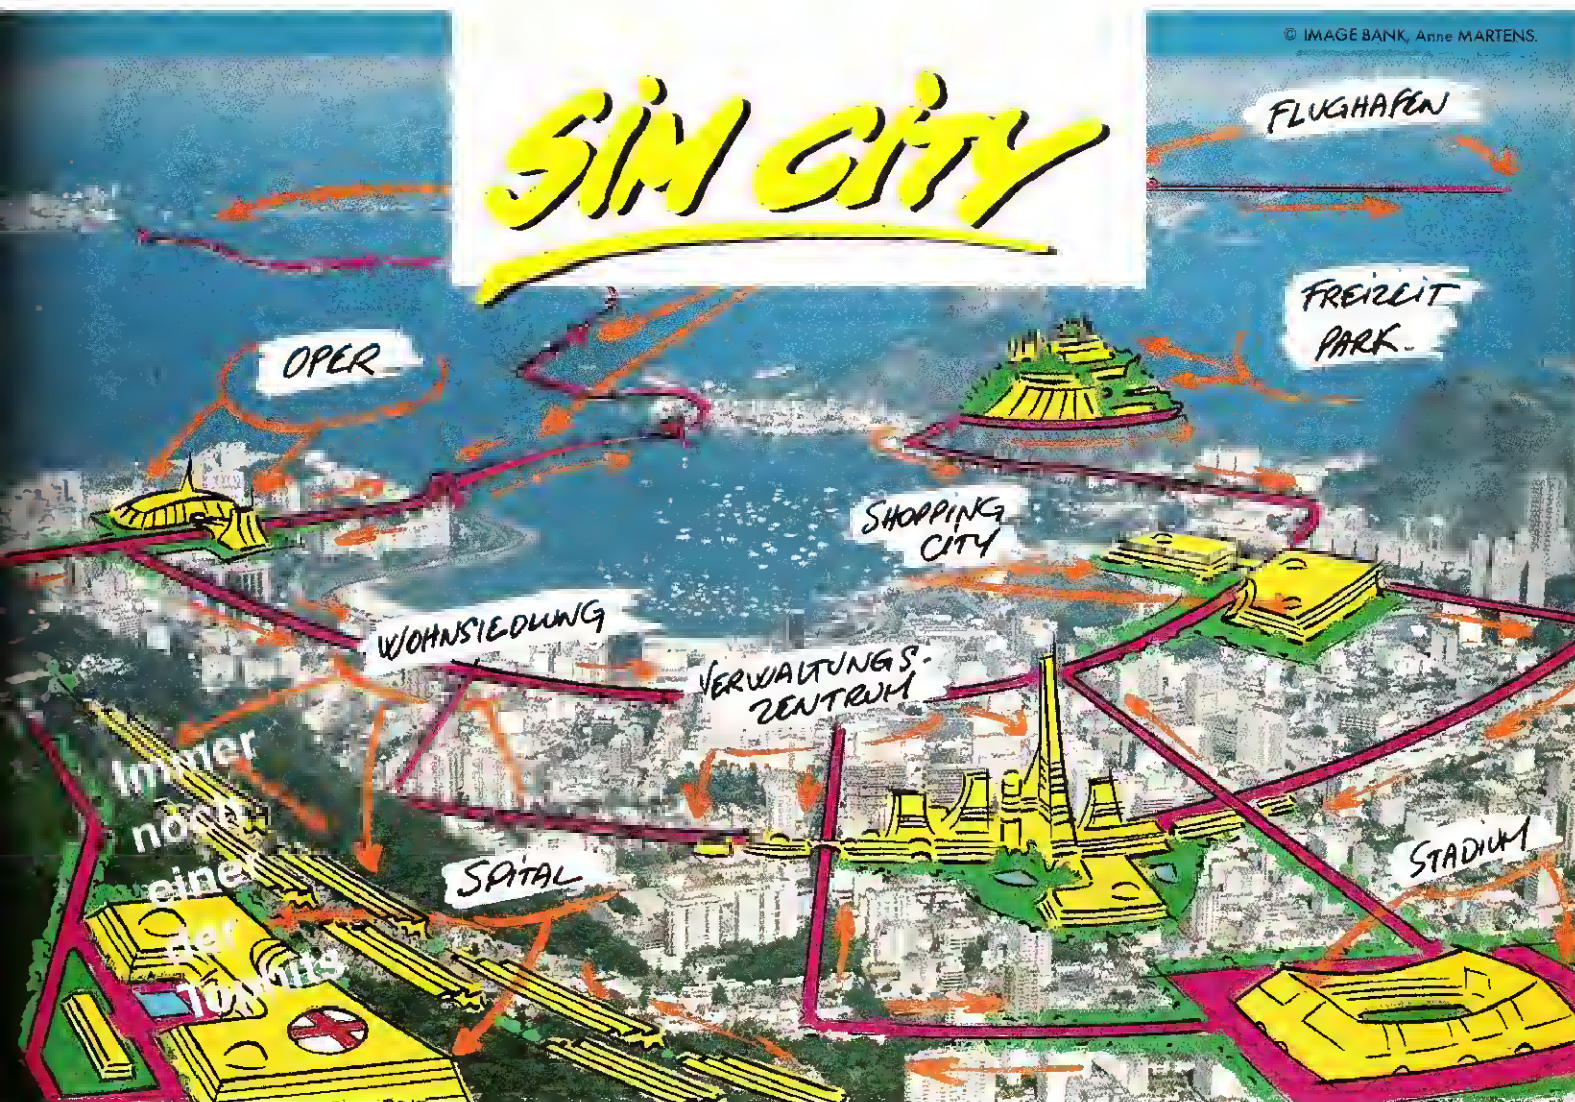 © IMAGE BANK, Anne MARTENS.
SIM CITY
FLUGHAFEN
FREIZEIT
PARK
OPER
SHOPPING
CITY
WOHNSIEDLUNG
VERWALTUNGS-
ZENTRUM
Immer
noch
einer
der
Tophits
SPITAL
STADIUM